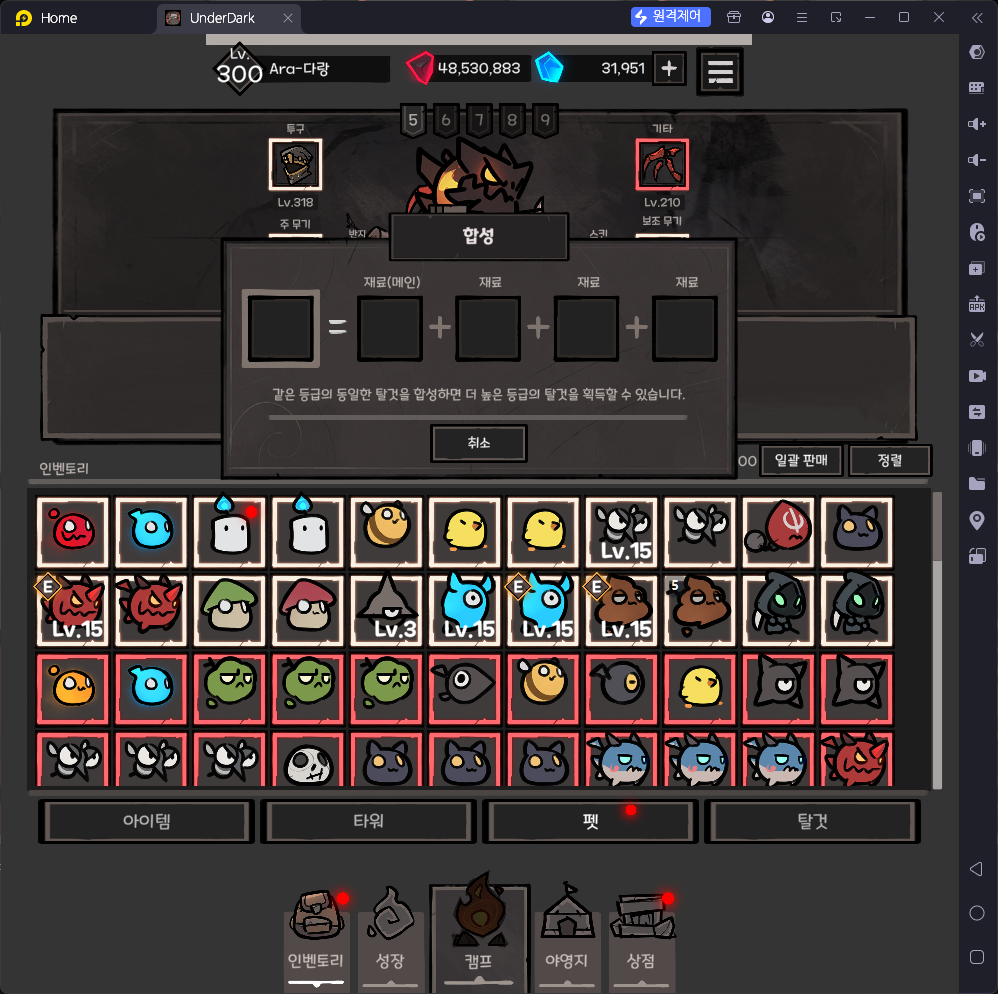 Home
UnderDark
원격제어
Lv.
300
Ara-다랑
48,530,883
31,951
5
6
7
8
9
투구
기타
Lv.318
Lv.210
주 무기
반지
스킨
보조 무기
합성
재료(메인)
재료
재료
재료
=
+
+
+
같은 등급의 동일한 탈것을 합성하면 더 높은 등급의 탈것을 획득할 수 있습니다.
취소
인벤토리
00
일괄 판매
정렬
Lv.15
E
Lv.15
Lv.3
Lv.15
E
Lv.15
E
Lv.15
5
아이템
타워
펫
탈것
인벤토리
성장
캠프
야영지
상점
APK